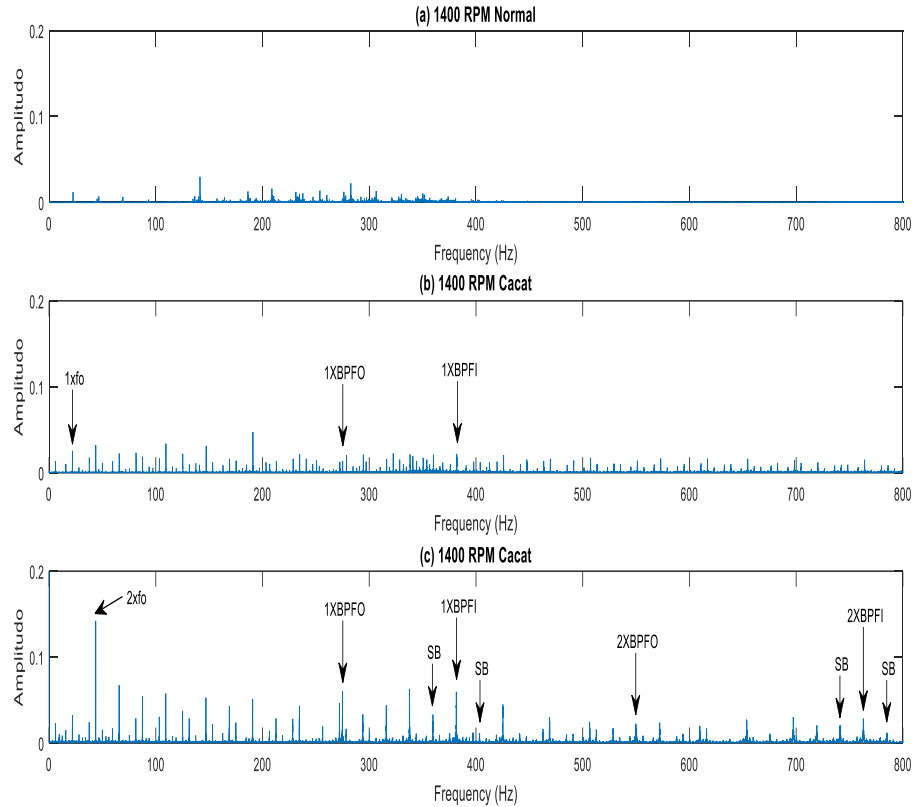 (a) 1400 RPM Normal
0.2
0.1
0
Amplitudo
0 100 200 300 400 500 600 700 800
Frequency (Hz)
(b) 1400 RPM Cacat
0.2
0.1
0
Amplitudo
1xfo
1XBPFO
1XBPFI
0 100 200 300 400 500 600 700 800
Frequency (Hz)
(c) 1400 RPM Cacat
0.2
0.1
0
Amplitudo
2xfo
1XBPFO
1XBPFI
SB
SB
2XBPFO
2XBPFI
SB
SB
0 100 200 300 400 500 600 700 800
Frequency (Hz)